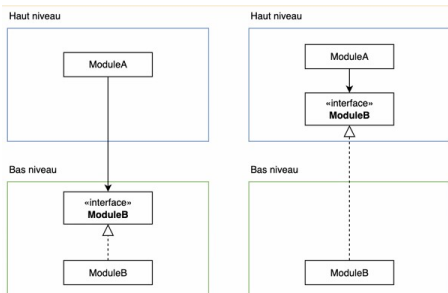 Haut niveau
ModuleA
Bas niveau
«interface»
ModuleB
ModuleB
Haut niveau
ModuleA
«interface»
ModuleB
Bas niveau
ModuleB